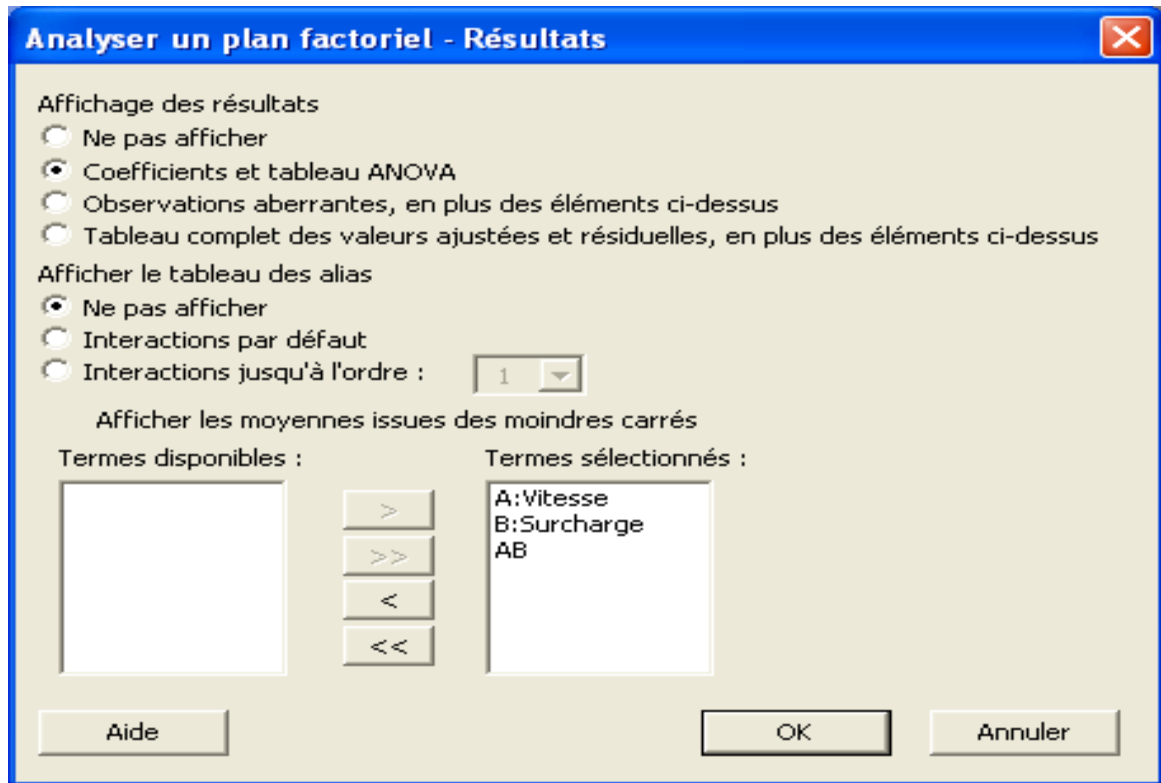 Analyser un plan factoriel - Résultats
Affichage des résultats
Ne pas afficher
Coefficients et tableau ANOVA
Observations aberrantes, en plus des éléments ci-dessus
Tableau complet des valeurs ajustées et résiduelles, en plus des éléments ci-dessus
Afficher le tableau des alias
Ne pas afficher
Interactions par défaut
Interactions jusqu'à l'ordre : 1
Afficher les moyennes issues des moindres carrés
Termes disponibles : Termes sélectionnés :
A:Vitesse
> B:Surcharge
AB
>>
<
<<
Aide OK Annuler